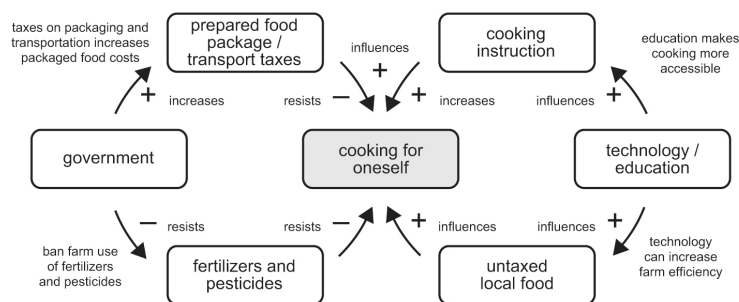 taxes on packaging and
transportation increases
packaged food costs
prepared food
package /
transport taxes
influences
+
cooking
instruction
education makes
cooking more
accessible
+ increases
resists −
+ increases
influences +
government
cooking for
oneself
technology /
education
− resists
resists −
+ influences
influences +
ban farm use
of fertilizers
and pesticides
fertilizers and
pesticides
untaxed
local food
technology
can increase
farm efficiency